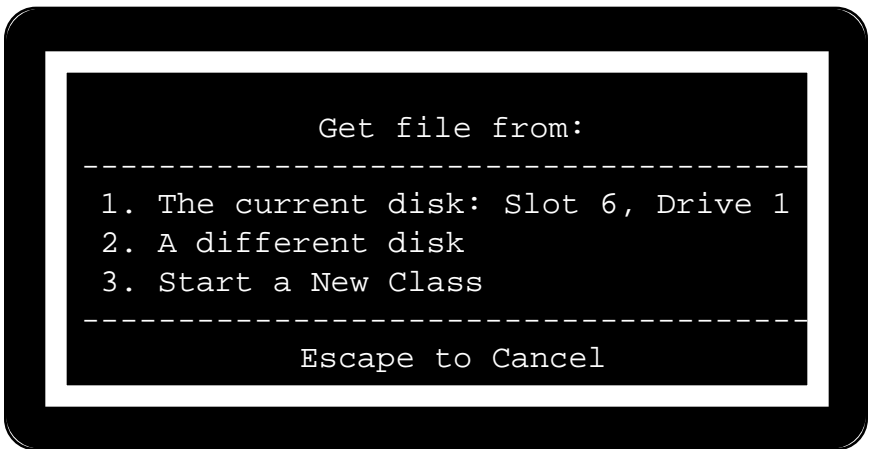 Get file from:
--------------------------------------
1. The current disk: Slot 6, Drive 1
2. A different disk
3. Start a New Class
--------------------------------------
Escape to Cancel